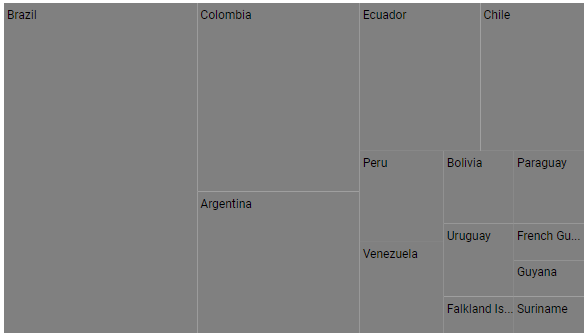 Brazil
Colombia
Ecuador
Chile
Argentina
Peru
Bolivia
Paraguay
Venezuela
Uruguay
French Gu...
Guyana
Falkland Is...
Suriname